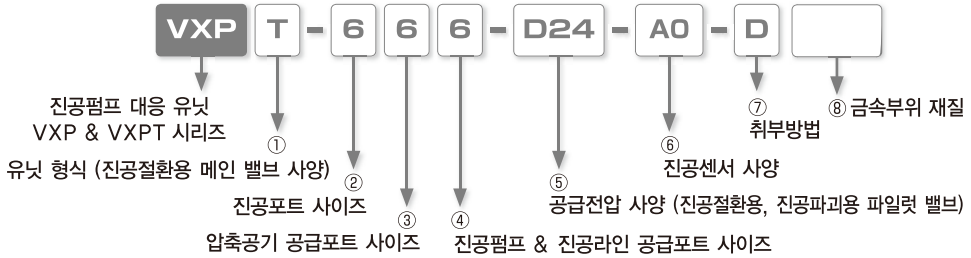 VXP T - 6 6 6 - D24 - A0 - D
진공펌프 대응 유닛
VXP & VXPT 시리즈
①
유닛 형식 (진공절환용 메인 밸브 사양)
②
진공포트 사이즈
③
압축공기 공급포트 사이즈
④
진공펌프 & 진공라인 공급포트 사이즈
⑤
공급전압 사양 (진공절환용, 진공파괴용 파일럿 밸브)
⑥
진공센서 사양
⑦
취부방법
⑧ 금속부위 재질